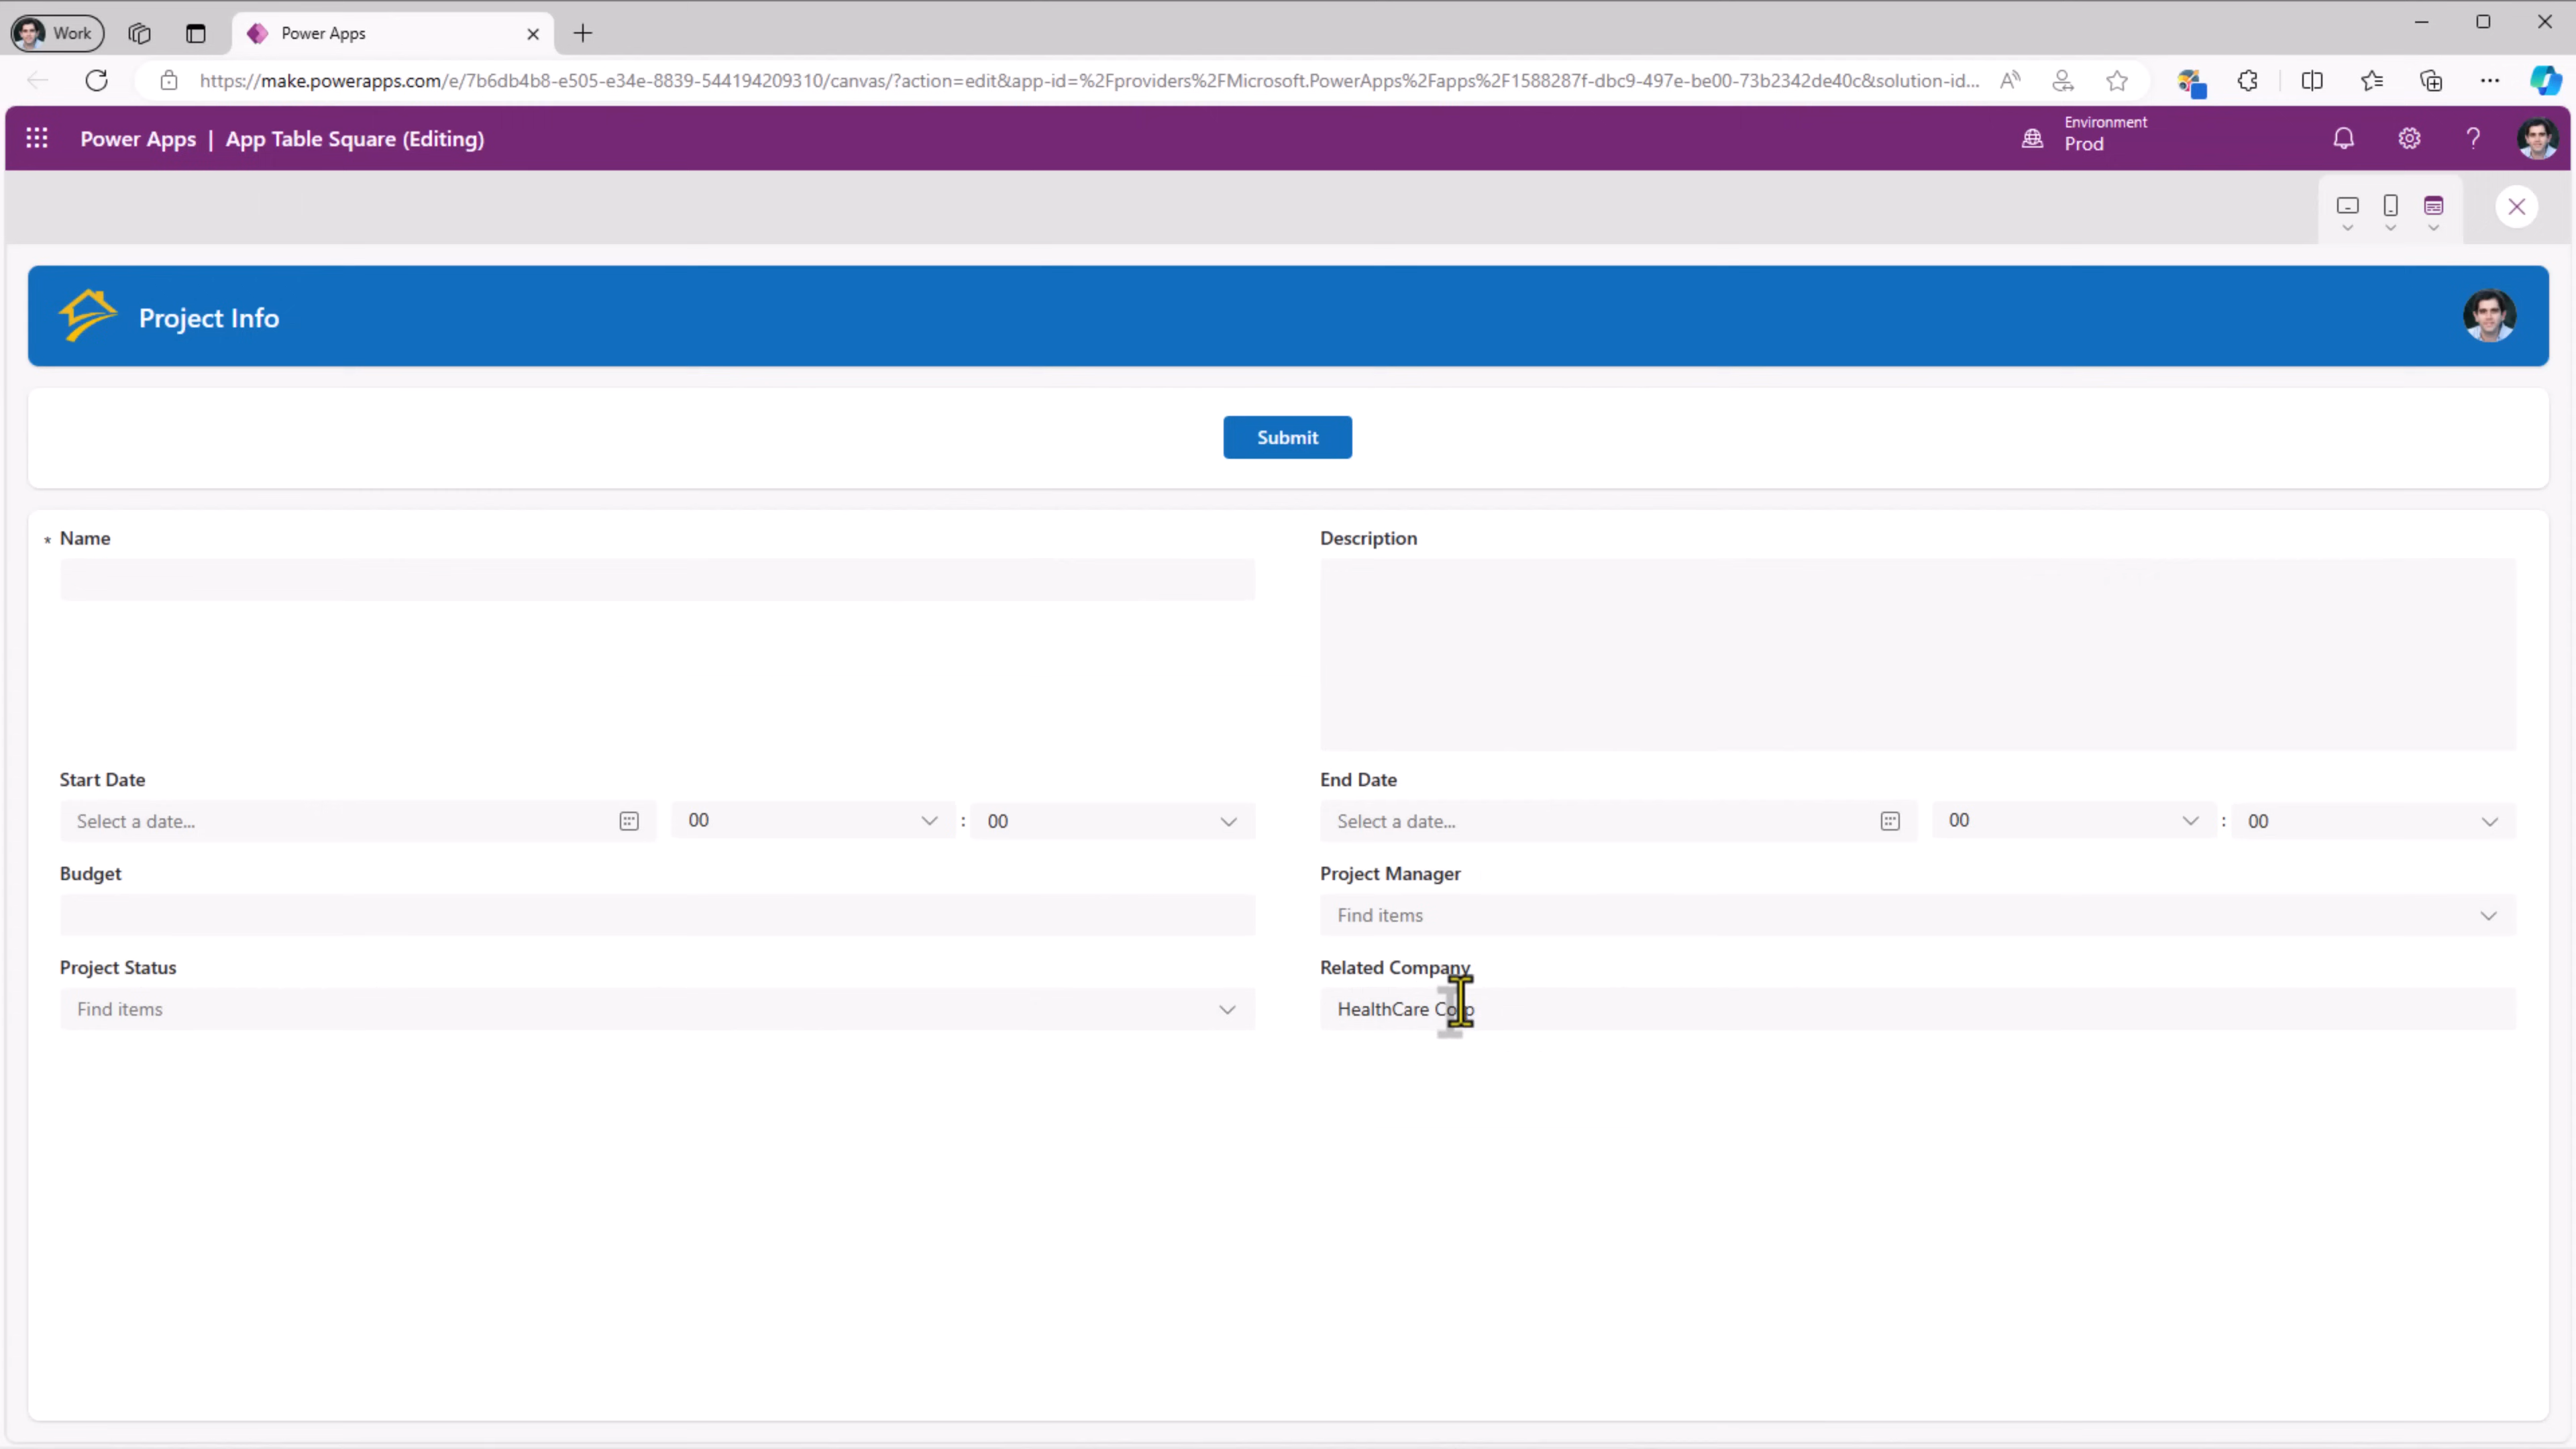 Work
Power Apps
https://make.powerapps.com/e/7b6db4b8-e505-e34e-8839-544194209310/canvas/?action=edit&app-id=%2Fproviders%2FMicrosoft.PowerApps%2Fapps%2F1588287f-dbc9-497e-be00-73b2342de40c&solution-id...
Power Apps | App Table Square (Editing)
Environment
Prod
Project Info
Submit
* Name
Description
Start Date
End Date
Select a date... 00 : 00
Select a date... 00 : 00
Budget
Project Manager
Find items
Project Status
Related Company
Find items
HealthCare Corp